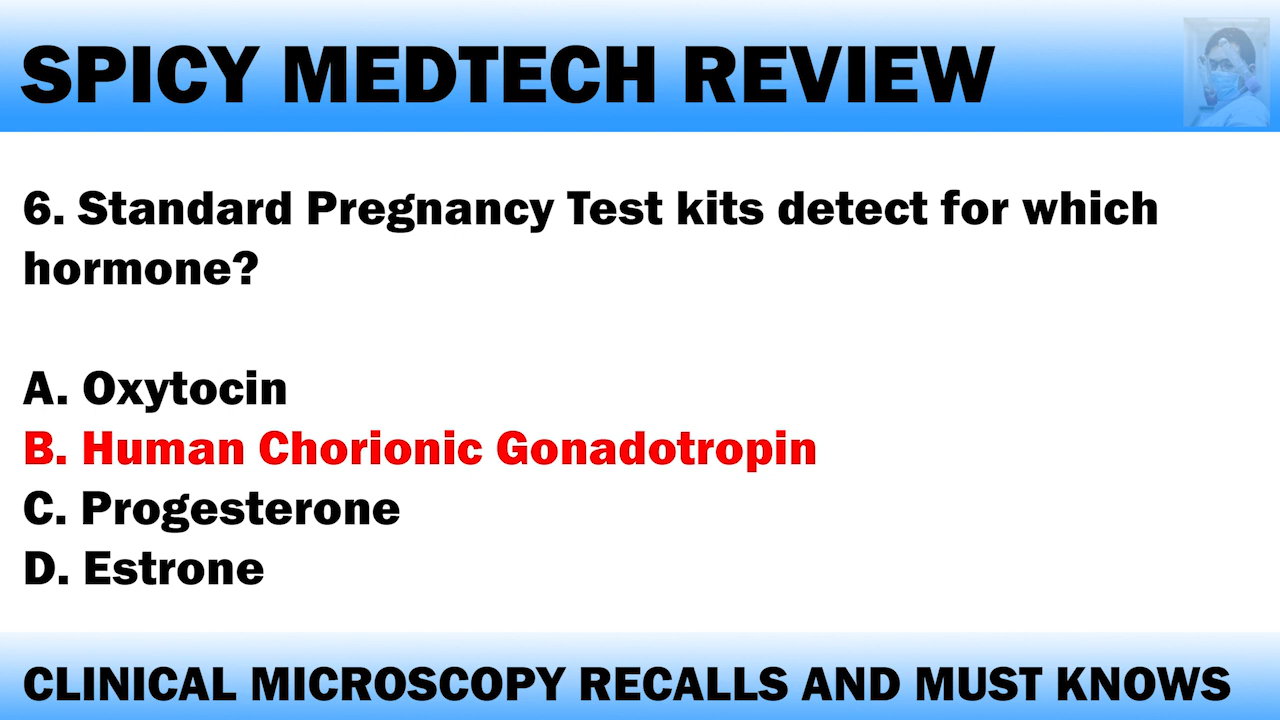 SPICY MEDTECH REVIEW
6. Standard Pregnancy Test kits detect for which
hormone?
A. Oxytocin
B. Human Chorionic Gonadotropin
C. Progesterone
D. Estrone
CLINICAL MICROSCOPY RECALLS AND MUST KNOWS